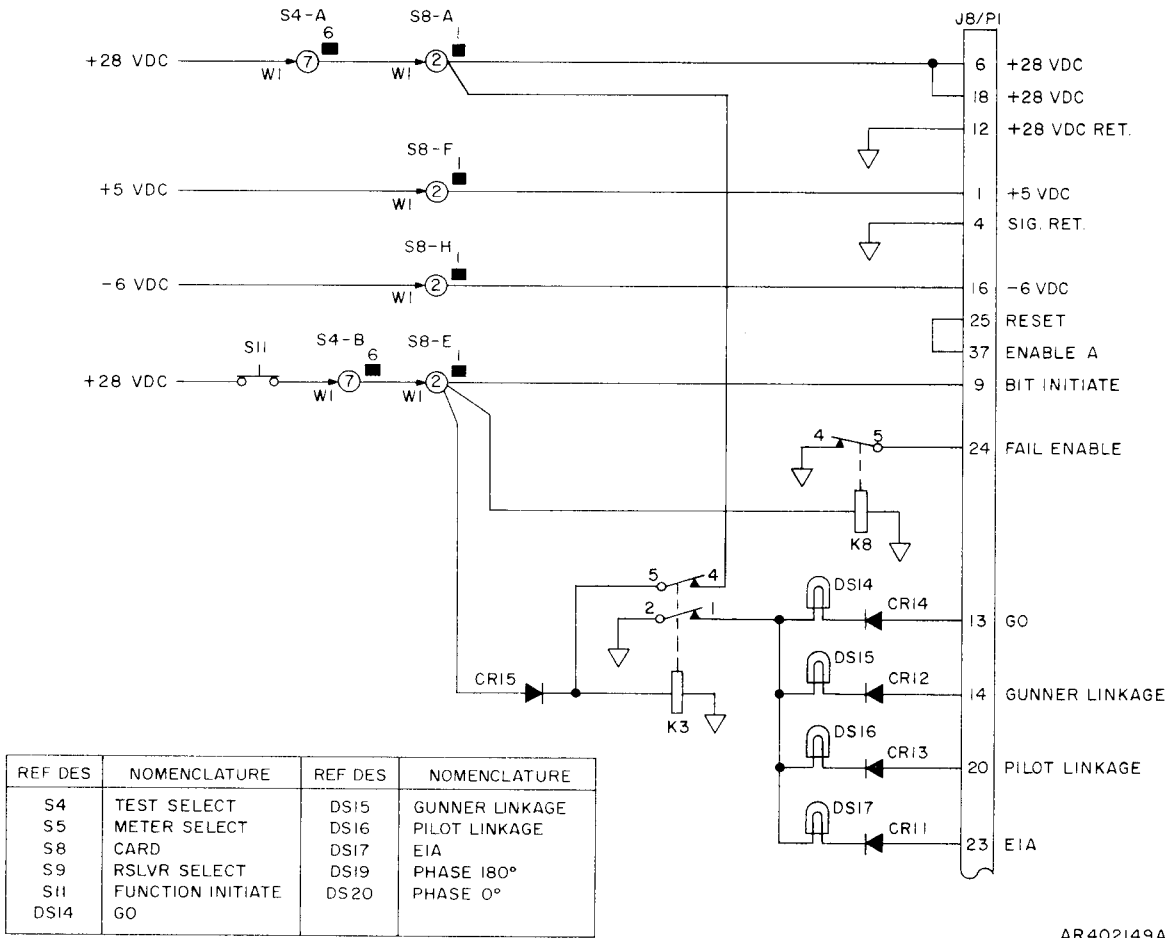 S4-A
S8-A
J8/P1
6
1
+28 VDC
7
2
W1
W1
6 +28 VDC
18 +28 VDC
12 +28 VDC RET.
S8-F
1
+5 VDC
2
W1
1 +5 VDC
4 SIG. RET.
S8-H
1
-6 VDC
2
W1
16 -6 VDC
25 RESET
37 ENABLE A
S11
S4-B
S8-E
6
1
+28 VDC
7
2
W1
W1
9 BIT INITIATE
4 5
24 FAIL ENABLE
K8
5 4
2 1
DS14
CR14
13 GO
CR15
K3
DS15
CR12
14 GUNNER LINKAGE
DS16
CR13
20 PILOT LINKAGE
DS17
CR11
23 EIA
REF DES NOMENCLATURE REF DES NOMENCLATURE
S4 TEST SELECT DS15 GUNNER LINKAGE
S5 METER SELECT DS16 PILOT LINKAGE
S8 CARD DS17 EIA
S9 RSLVR SELECT DS19 PHASE 180°
S11 FUNCTION INITIATE DS20 PHASE 0°
DS14 GO
AR402149A